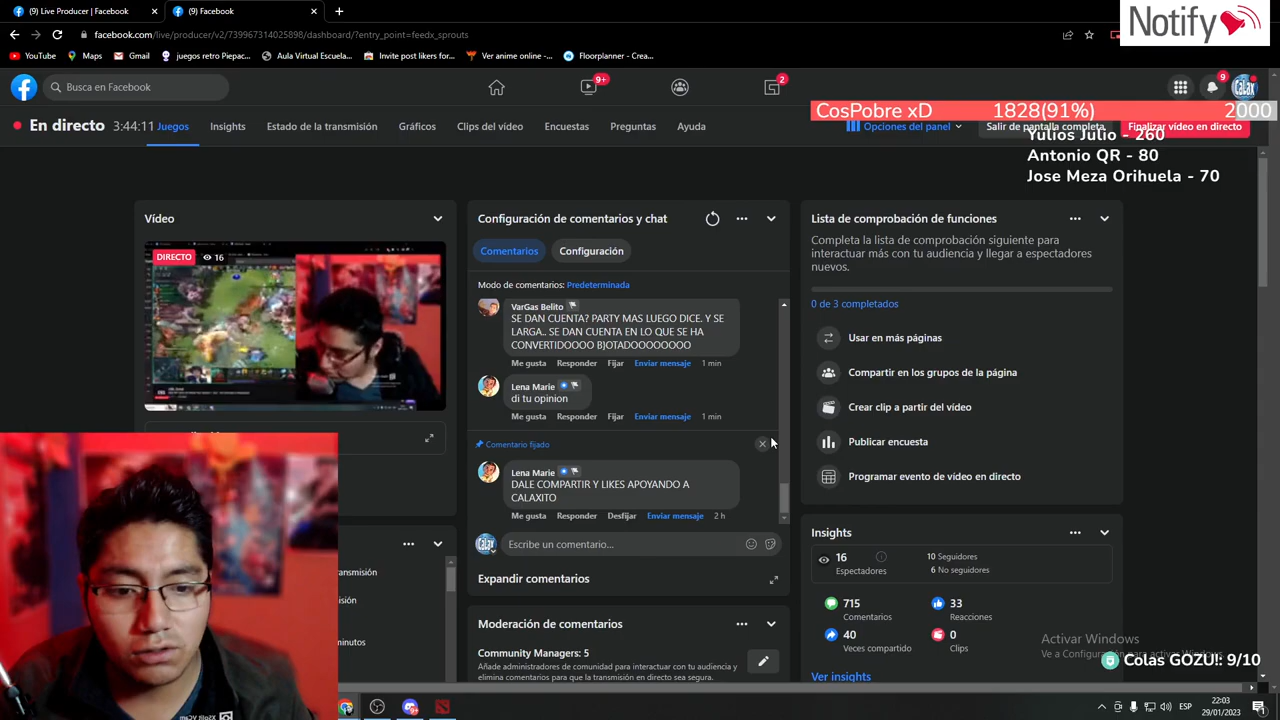 (9) Live Producer | Facebook
(9) Facebook
Notify
facebook.com/live/producer/v2/739967314025898/dashboard/?entry_point=feedx_sprouts
YouTube
Maps
Gmail
juegos retro Piepac...
Aula Virtual Escuela...
Invite post likers for...
Ver anime online -...
Floorplanner - Crea...
Busca en Facebook
9+
2
9
CosPobre xD 1828(91%) 2000
En directo 3:44:11
Juegos
Insights
Estado de la transmisión
Gráficos
Clips del vídeo
Encuestas
Preguntas
Ayuda
Opciones del panel
Salir de pantalla completa
Finalizar vídeo en directo
Yulios Julio - 260
Antonio QR - 80
Jose Meza Orihuela - 70
Vídeo
DIRECTO 16
Configuración de comentarios y chat
Comentarios
Configuración
Modo de comentarios: Predeterminada
VarGas Belito
SE DAN CUENTA? PARTY MAS LUEGO DICE. Y SE
LARGA.. SE DAN CUENTA EN LO QUE SE HA
CONVERTIDOOOO BJOTADOOOOOOOO
Me gusta Responder Fijar Enviar mensaje 1 min
Lena Marie
di tu opinion
Me gusta Responder Fijar Enviar mensaje 1 min
Comentario fijado
Lena Marie
DALE COMPARTIR Y LIKES APOYANDO A
CALAXITO
Me gusta Responder Desfijar Enviar mensaje 2 h
Escribe un comentario...
Expandir comentarios
Moderación de comentarios
Community Managers: 5
Añade administradores de comunidad para interactuar con tu audiencia y
elimina comentarios para que la transmisión en directo sea segura.
Lista de comprobación de funciones
Completa la lista de comprobación siguiente para
interactuar más con tu audiencia y llegar a espectadores
nuevos.
0 de 3 completados
Usar en más páginas
Compartir en los grupos de la página
Crear clip a partir del vídeo
Publicar encuesta
Programar evento de vídeo en directo
Insights
16
Espectadores
10 Seguidores
6 No seguidores
715
Comentarios
33
Reacciones
40
Veces compartido
0
Clips
Ver insights
Activar Windows
Ve a Configuración para activar Windows.
Colas GOZU!: 9/10
ESP
22:03
29/01/2023